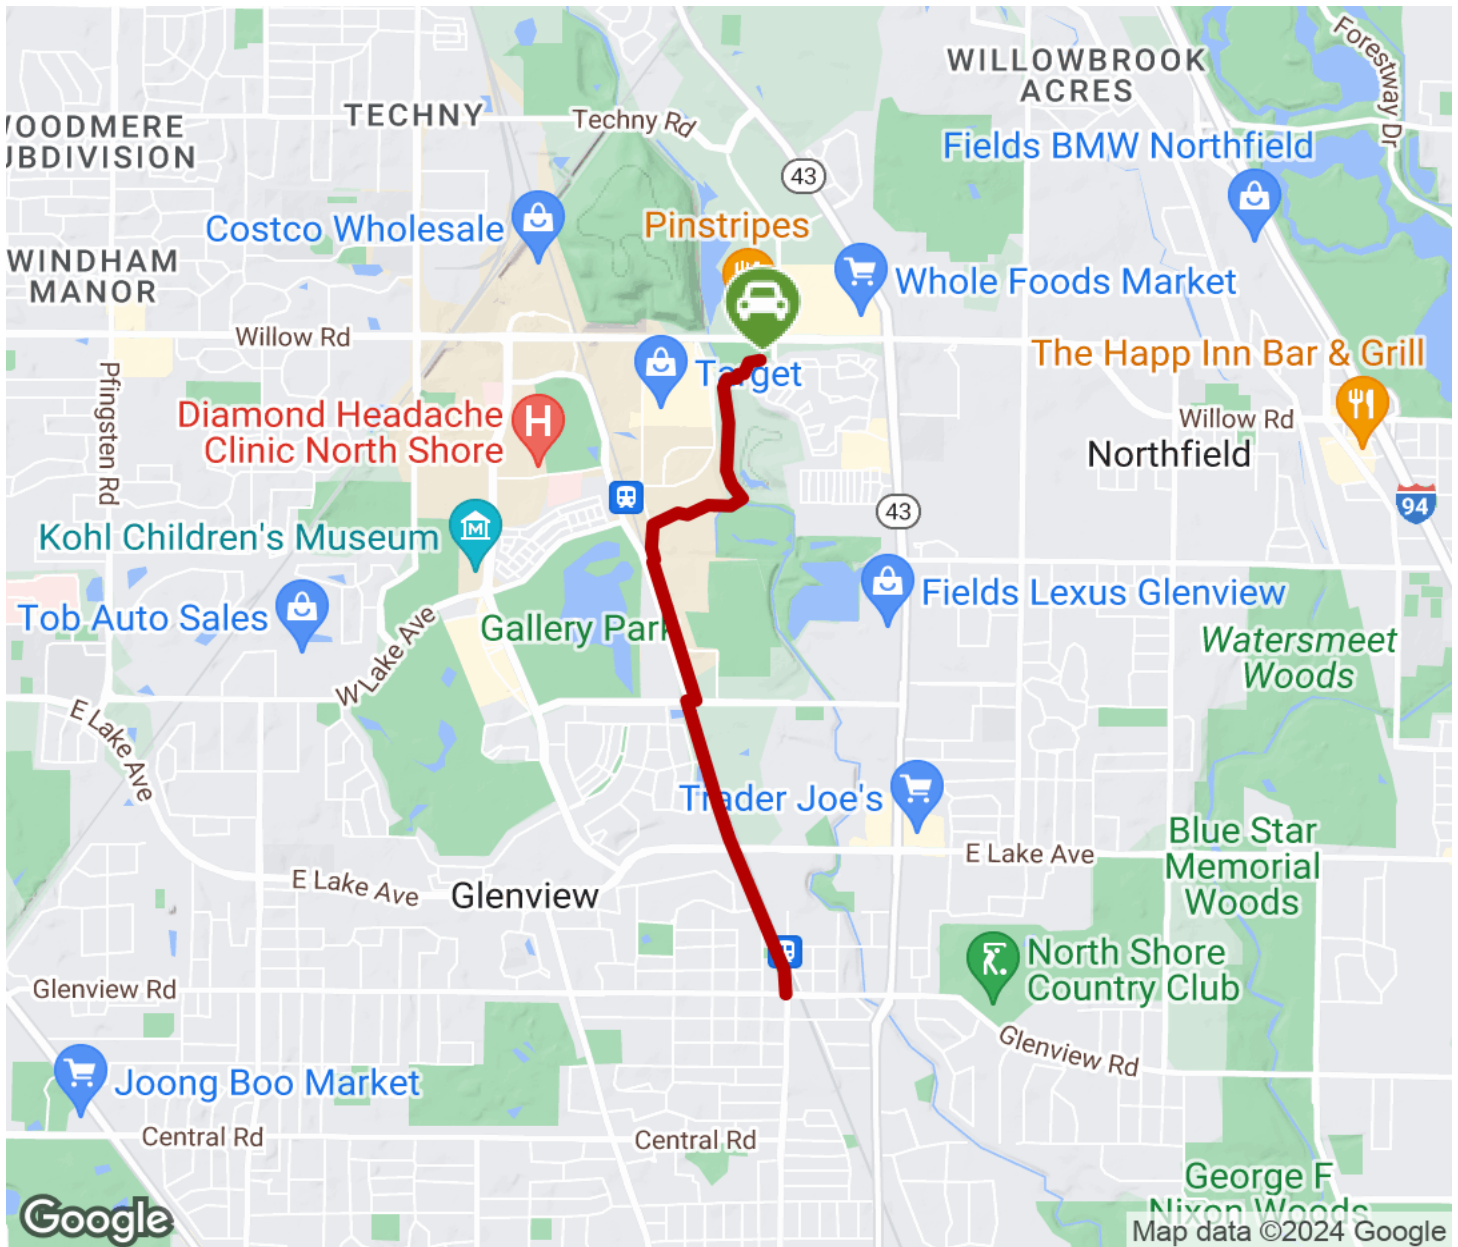 WILLOWBROOK
ACRES
Forestway Dr
TECHNY
Techny Rd
OODMERE
UBDIVISION
Fields BMW Northfield
43
Costco Wholesale
Pinstripes
WINDHAM
MANOR
Whole Foods Market
Willow Rd
The Happ Inn Bar & Grill
Target
Pfingsten Rd
Diamond Headache
Clinic North Shore
H
Willow Rd
Northfield
94
43
Kohl Children's Museum
M
Tob Auto Sales
Fields Lexus Glenview
Gallery Park
W Lake Ave
Watersmeet
Woods
E Lake Ave
Trader Joe's
Blue Star
Memorial
Woods
E Lake Ave
E Lake Ave
Glenview
North Shore
Country Club
Glenview Rd
Glenview Rd
Joong Boo Market
Central Rd
Central Rd
George F
Nixon Woods
Google
Map data ©2024 Google